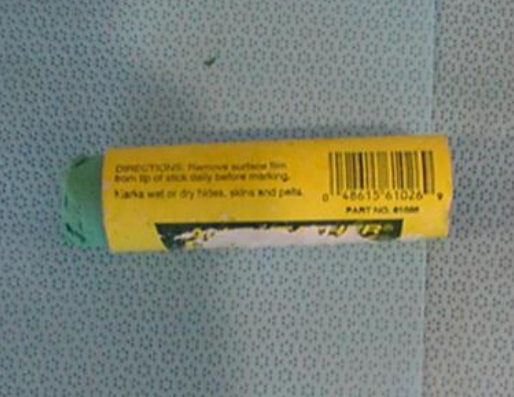 DIRECTIONS: Remove surface film
from tip of stick daily before marking.
Marks wet or dry hides, skins and pelts.
0 48615 61026 9
PART NO.